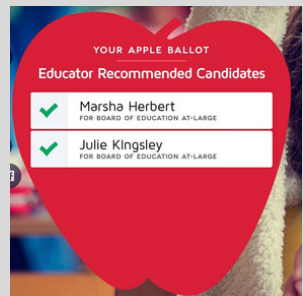 YOUR APPLE BALLOT
Educator Recommended Candidates
Marsha Herbert
FOR BOARD OF EDUCATION AT-LARGE
Julie KIngsley
FOR BOARD OF EDUCATION AT-LARGE